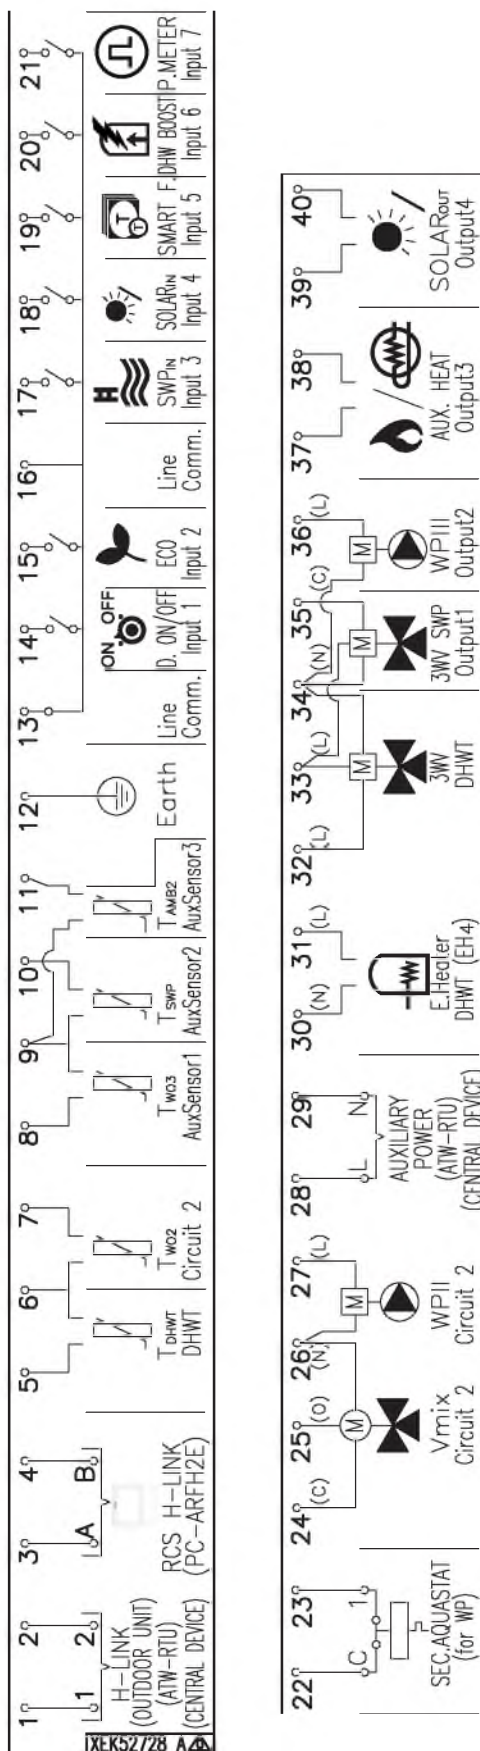 1 2 3 4 5 6 7 8 9 10 11 12 13 14 15 16 17 18 19 20 21
1 2
H-LINK
(OUTDOOR UNIT)
(ATW-RTU)
(CENTRAL DEVICE)
A B
RCS H-LINK
(PC-ARFH2E)
TDHWT
DHWT
TWO2
Circuit 2
TWO3
AuxSensor1
TSWP
AuxSensor2
TAMB2
AuxSensor3
Earth
Line
Comm.
ON OFF
D. ON/OFF
Input 1
ECO
Input 2
Line
Comm.
SWPIN
Input 3
SOLARIN
Input 4
T
T
SMART F.
Input 5
DHW BOOST
Input 6
P.METER
Input 7
1XEK52728 A
22 23 24 25 26 27 28 29 30 31 32 33 34 35 36 37 38 39 40
C 1
SEC.AQUASTAT
(for WP)
(C) (O) (N) (L)
M
Vmix
Circuit 2
M
WPII
Circuit 2
L N
AUXILIARY
POWER
(ATW-RTU)
(CENTRAL DEVICE)
(N) (L)
E.Heater
DHWT (EH4)
(L) (L) (N) (C) (L)
M
3WV
DHWT
M
3WV SWP
Output1
M
WPIII
Output2
AUX. HEAT
Output3
SOLAROUT
Output4